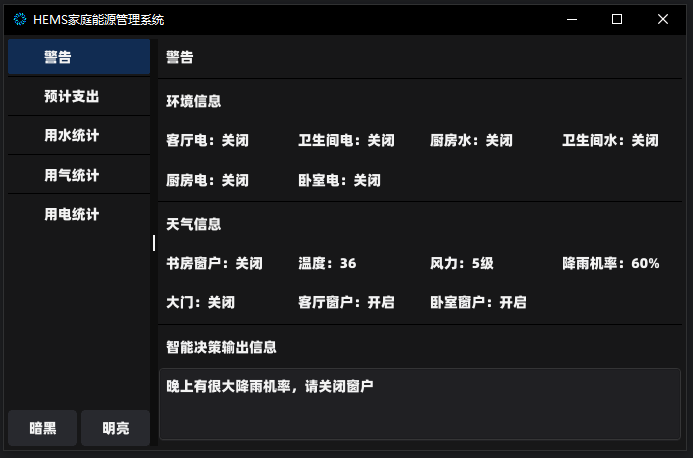 HEMS家庭能源管理系统
警告
预计支出
用水统计
用气统计
用电统计
暗黑 明亮
警告
环境信息
客厅电：关闭 卫生间电：关闭 厨房水：关闭 卫生间水：关闭
厨房电：关闭 卧室电：关闭
天气信息
书房窗户：关闭 温度：36 风力：5级 降雨机率：60%
大门：关闭 客厅窗户：开启 卧室窗户：开启
智能决策输出信息
晚上有很大降雨机率，请关闭窗户